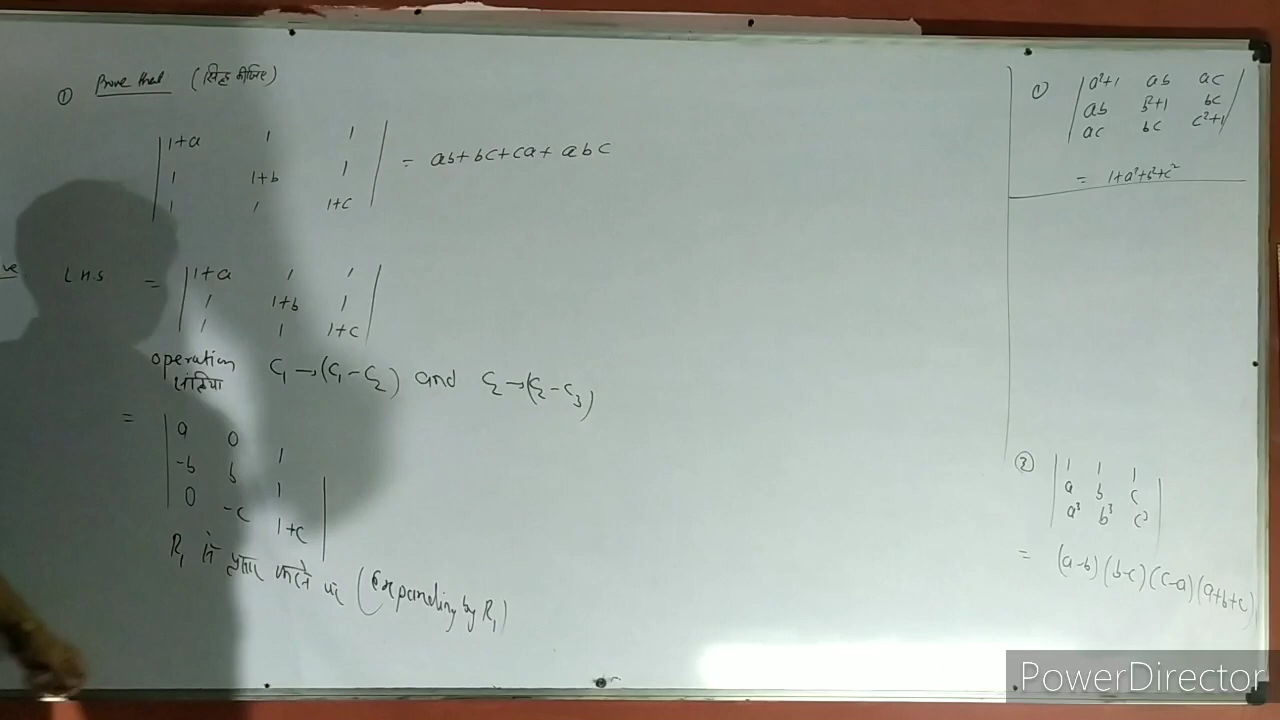 ① Prove that (सिद्ध कीजिए)
| 1+a 1 1 |
| 1 1+b 1 | = ab+bc+ca+abc
| 1 1 1+c |
ve L.H.S = | 1+a 1 1 |
| 1 1+b 1 |
| 1 1 1+c |
operation C₁→(C₁-C₂) and C₂→(C₂-C₃)
= | a 0 1 |
| -b b 1 |
| 0 -c 1+c |
R₁ से प्रसार करने पर (Expanding by R₁)
① | a²+1 ab ac |
| ab b²+1 bc |
| ac bc c²+1 |
= 1+a²+b²+c²
② | 1 1 1 |
| a b c |
| a³ b³ c³ |
= (a-b)(b-c)(c-a)(a+b+c)
PowerDirector